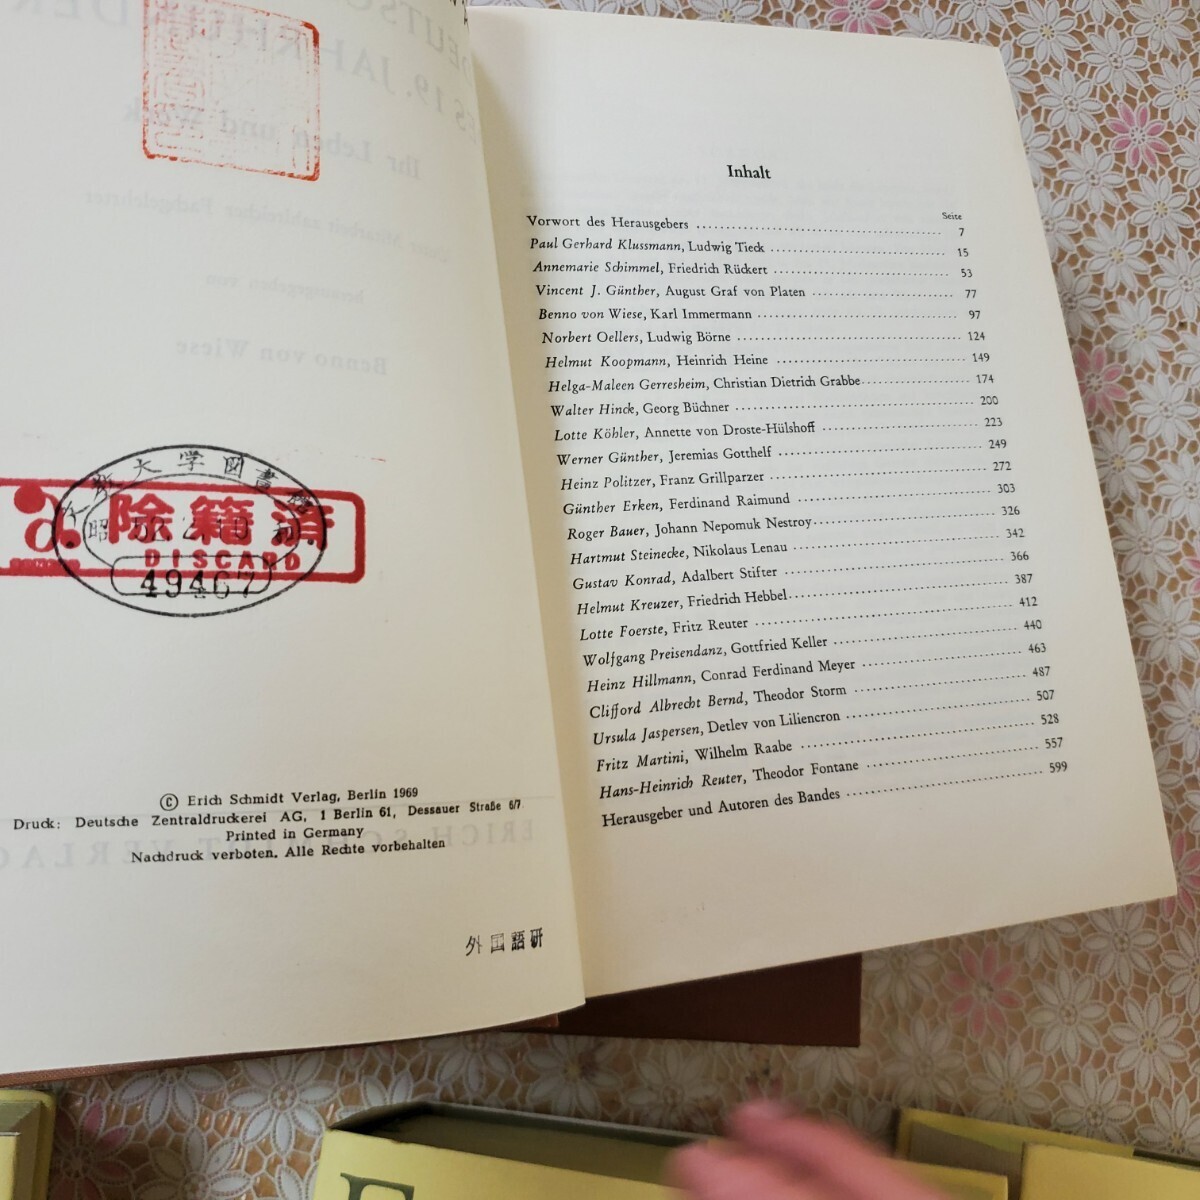 大学図書館
昭 52.2.10 和
除籍済
DISCARD
49467
© Erich Schmidt Verlag, Berlin 1969
Druck: Deutsche Zentraldruckerei AG, 1 Berlin 61, Dessauer Straße 6/7
Printed in Germany
Nachdruck verboten. Alle Rechte vorbehalten
外国語研
Inhalt
Seite
Vorwort des Herausgebers 7
Paul Gerhard Klussmann, Ludwig Tieck 15
Annemarie Schimmel, Friedrich Rückert 53
Vincent J. Günther, August Graf von Platen 77
Benno von Wiese, Karl Immermann 97
Norbert Oellers, Ludwig Börne 124
Helmut Koopmann, Heinrich Heine 149
Helga-Maleen Gerresheim, Christian Dietrich Grabbe 174
Walter Hinck, Georg Büchner 200
Lotte Köhler, Annette von Droste-Hülshoff 223
Werner Günther, Jeremias Gotthelf 249
Heinz Politzer, Franz Grillparzer 272
Günther Erken, Ferdinand Raimund 303
Roger Bauer, Johann Nepomuk Nestroy 326
Hartmut Steinecke, Nikolaus Lenau 342
Gustav Konrad, Adalbert Stifter 366
Helmut Kreuzer, Friedrich Hebbel 387
Lotte Foerste, Fritz Reuter 412
Wolfgang Preisendanz, Gottfried Keller 440
Heinz Hillmann, Conrad Ferdinand Meyer 463
Clifford Albrecht Bernd, Theodor Storm 487
Ursula Jaspersen, Detlev von Liliencron 507
Fritz Martini, Wilhelm Raabe 528
Hans-Heinrich Reuter, Theodor Fontane 557
Herausgeber und Autoren des Bandes 599